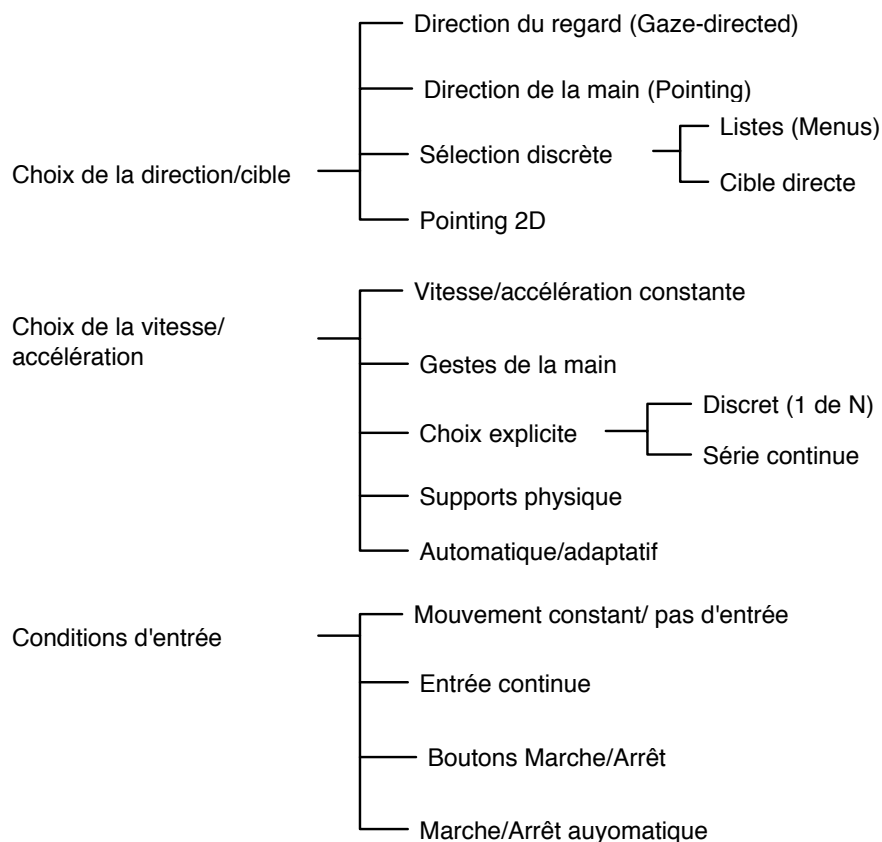 Direction du regard (Gaze-directed)
Direction de la main (Pointing)
Listes (Menus)
Sélection discrète
Choix de la direction/cible
Cible directe
Pointing 2D
Vitesse/accélération constante
Choix de la vitesse/
accélération
Gestes de la main
Discret (1 de N)
Choix explicite
Série continue
Supports physique
Automatique/adaptatif
Mouvement constant/ pas d'entrée
Conditions d'entrée
Entrée continue
Boutons Marche/Arrêt
Marche/Arrêt auyomatique